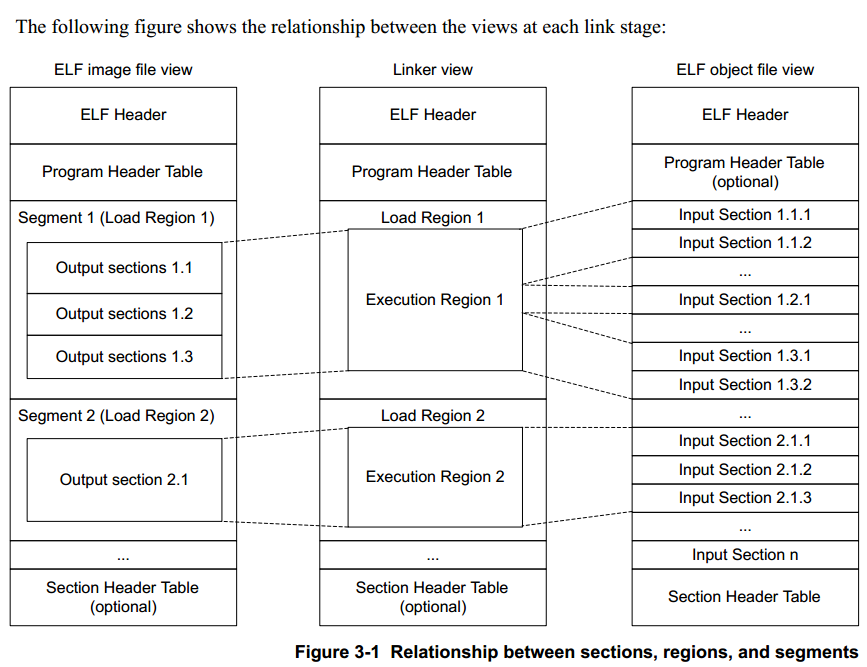 The following figure shows the relationship between the views at each link stage:
ELF image file view
ELF Header
Program Header Table
Segment 1 (Load Region 1)
Output sections 1.1
Output sections 1.2
Output sections 1.3
Segment 2 (Load Region 2)
Output section 2.1
...
Section Header Table
(optional)
Linker view
ELF Header
Program Header Table
Load Region 1
Execution Region 1
Load Region 2
Execution Region 2
...
Section Header Table
(optional)
ELF object file view
ELF Header
Program Header Table
(optional)
Input Section 1.1.1
Input Section 1.1.2
...
Input Section 1.2.1
...
Input Section 1.3.1
Input Section 1.3.2
...
Input Section 2.1.1
Input Section 2.1.2
Input Section 2.1.3
...
Input Section n
Section Header Table
Figure 3-1 Relationship between sections, regions, and segments